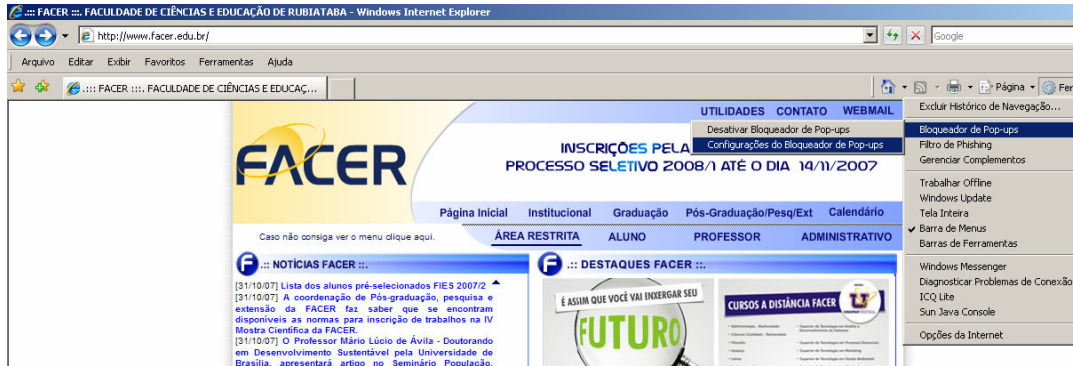 .::: FACER :::. FACULDADE DE CIÊNCIAS E EDUCAÇÃO DE RUBIATABA - Windows Internet Explorer
http://www.facer.edu.br/
Google
Arquivo Editar Exibir Favoritos Ferramentas Ajuda
.::: FACER :::. FACULDADE DE CIÊNCIAS E EDUCAÇ...
Página
Fer
Excluir Histórico de Navegação...
Bloqueador de Pop-ups
Filtro de Phishing
Gerenciar Complementos
Trabalhar Offline
Windows Update
Tela Inteira
Barra de Menus
Barras de Ferramentas
Windows Messenger
Diagnosticar Problemas de Conexão
ICQ Lite
Sun Java Console
Opções da Internet
Desativar Bloqueador de Pop-ups
Configurações do Bloqueador de Pop-ups
UTILIDADES CONTATO WEBMAIL
FACER
INSCRIÇÕES PELA
PROCESSO SELETIVO 2008/1 ATÉ O DIA 14/11/2007
Página Inicial Institucional Graduação Pós-Graduação/Pesq/Ext Calendário
Caso não consiga ver o menu clique aqui.
ÁREA RESTRITA ALUNO PROFESSOR ADMINISTRATIVO
.:: NOTÍCIAS FACER ::.
[31/10/07] Lista dos alunos pré-selecionados FIES 2007/2
[31/10/07] A coordenação de Pós-graduação, pesquisa e
extensão da FACER faz saber que se encontram
disponíveis as normas para inscrição de trabalhos na IV
Mostra Científica da FACER.
[31/10/07] O Professor Mário Lúcio de Ávila - Doutorando
em Desenvolvimento Sustentável pela Universidade de
Brasília, apresentará artigo no Seminário População,
.:: DESTAQUES FACER ::.
É ASSIM QUE VOCÊ VAI ENXERGAR SEU
FUTURO
CURSOS A DISTÂNCIA FACER